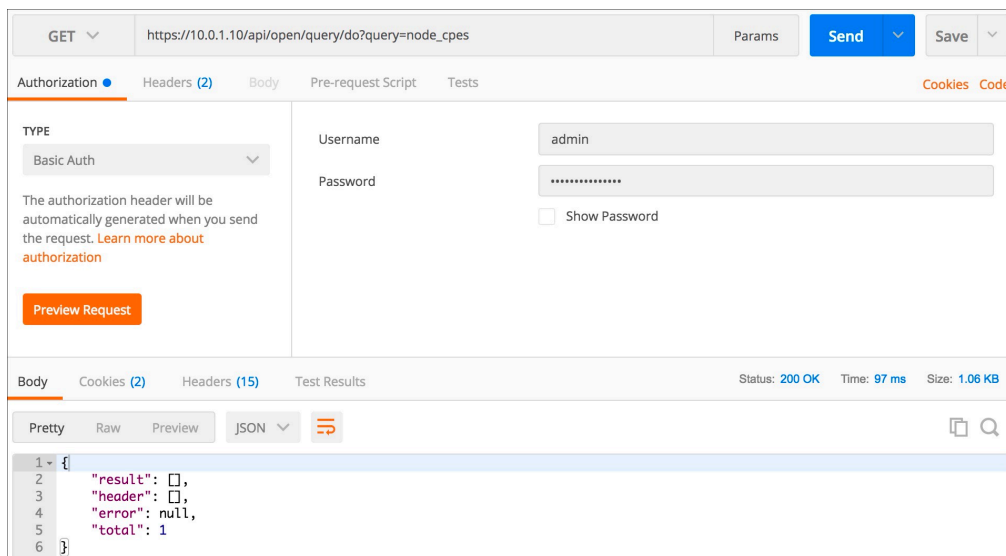 GET https://10.0.1.10/api/open/query/do?query=node_cpes Params Send Save
Authorization Headers (2) Body Pre-request Script Tests Cookies Code
TYPE
Basic Auth
The authorization header will be
automatically generated when you send
the request. Learn more about
authorization
Preview Request
Username admin
Password •••••••••••••••
Show Password
Body Cookies (2) Headers (15) Test Results Status: 200 OK Time: 97 ms Size: 1.06 KB
Pretty Raw Preview JSON
1 {
2 "result": [],
3 "header": [],
4 "error": null,
5 "total": 1
6 }